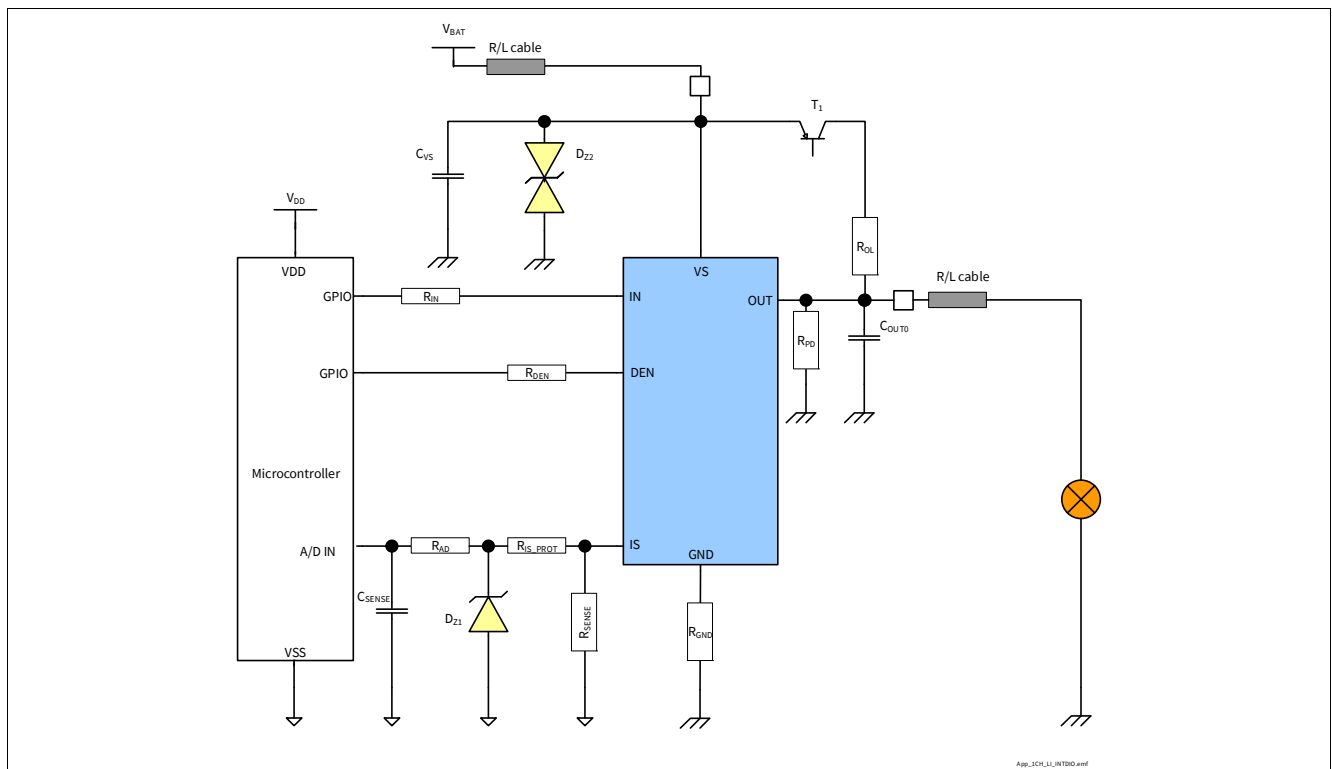 VBAT
R/L cable
T1
CVS
DZ2
VDD
VDD
VS
ROL
R/L cable
GPIO
RIN
IN
OUT
COUT0
RPD
GPIO
RDEN
DEN
Microcontroller
A/D IN
RAD
RIS_PROT
IS
GND
CSENSE
DZ1
RSENSE
RGND
VSS
App_1CH_LI_INTDIO.emf